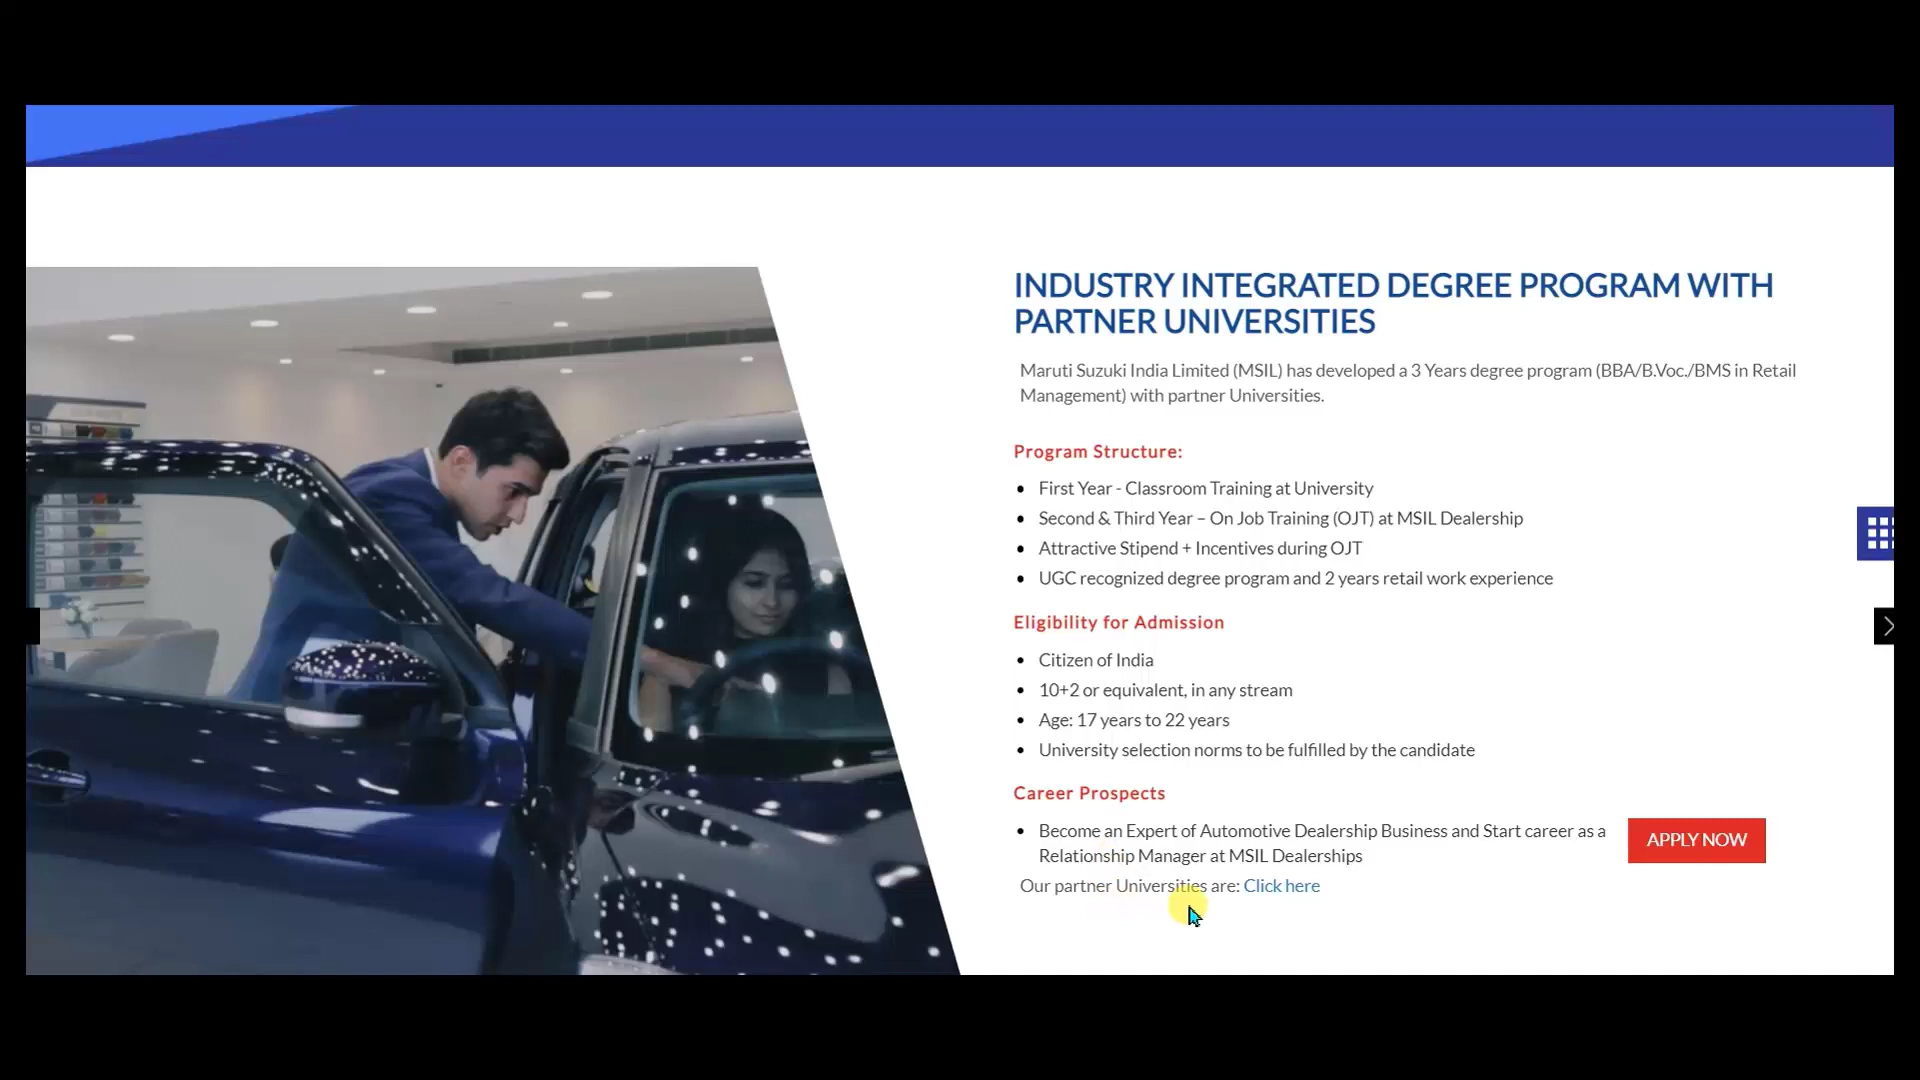 INDUSTRY INTEGRATED DEGREE PROGRAM WITH
PARTNER UNIVERSITIES
Maruti Suzuki India Limited (MSIL) has developed a 3 Years degree program (BBA/B.Voc./BMS in Retail
Management) with partner Universities.
Program Structure:
• First Year - Classroom Training at University
• Second & Third Year – On Job Training (OJT) at MSIL Dealership
• Attractive Stipend + Incentives during OJT
• UGC recognized degree program and 2 years retail work experience
Eligibility for Admission
• Citizen of India
• 10+2 or equivalent, in any stream
• Age: 17 years to 22 years
• University selection norms to be fulfilled by the candidate
Career Prospects
• Become an Expert of Automotive Dealership Business and Start career as a
Relationship Manager at MSIL Dealerships
APPLY NOW
Our partner Universities are: Click here